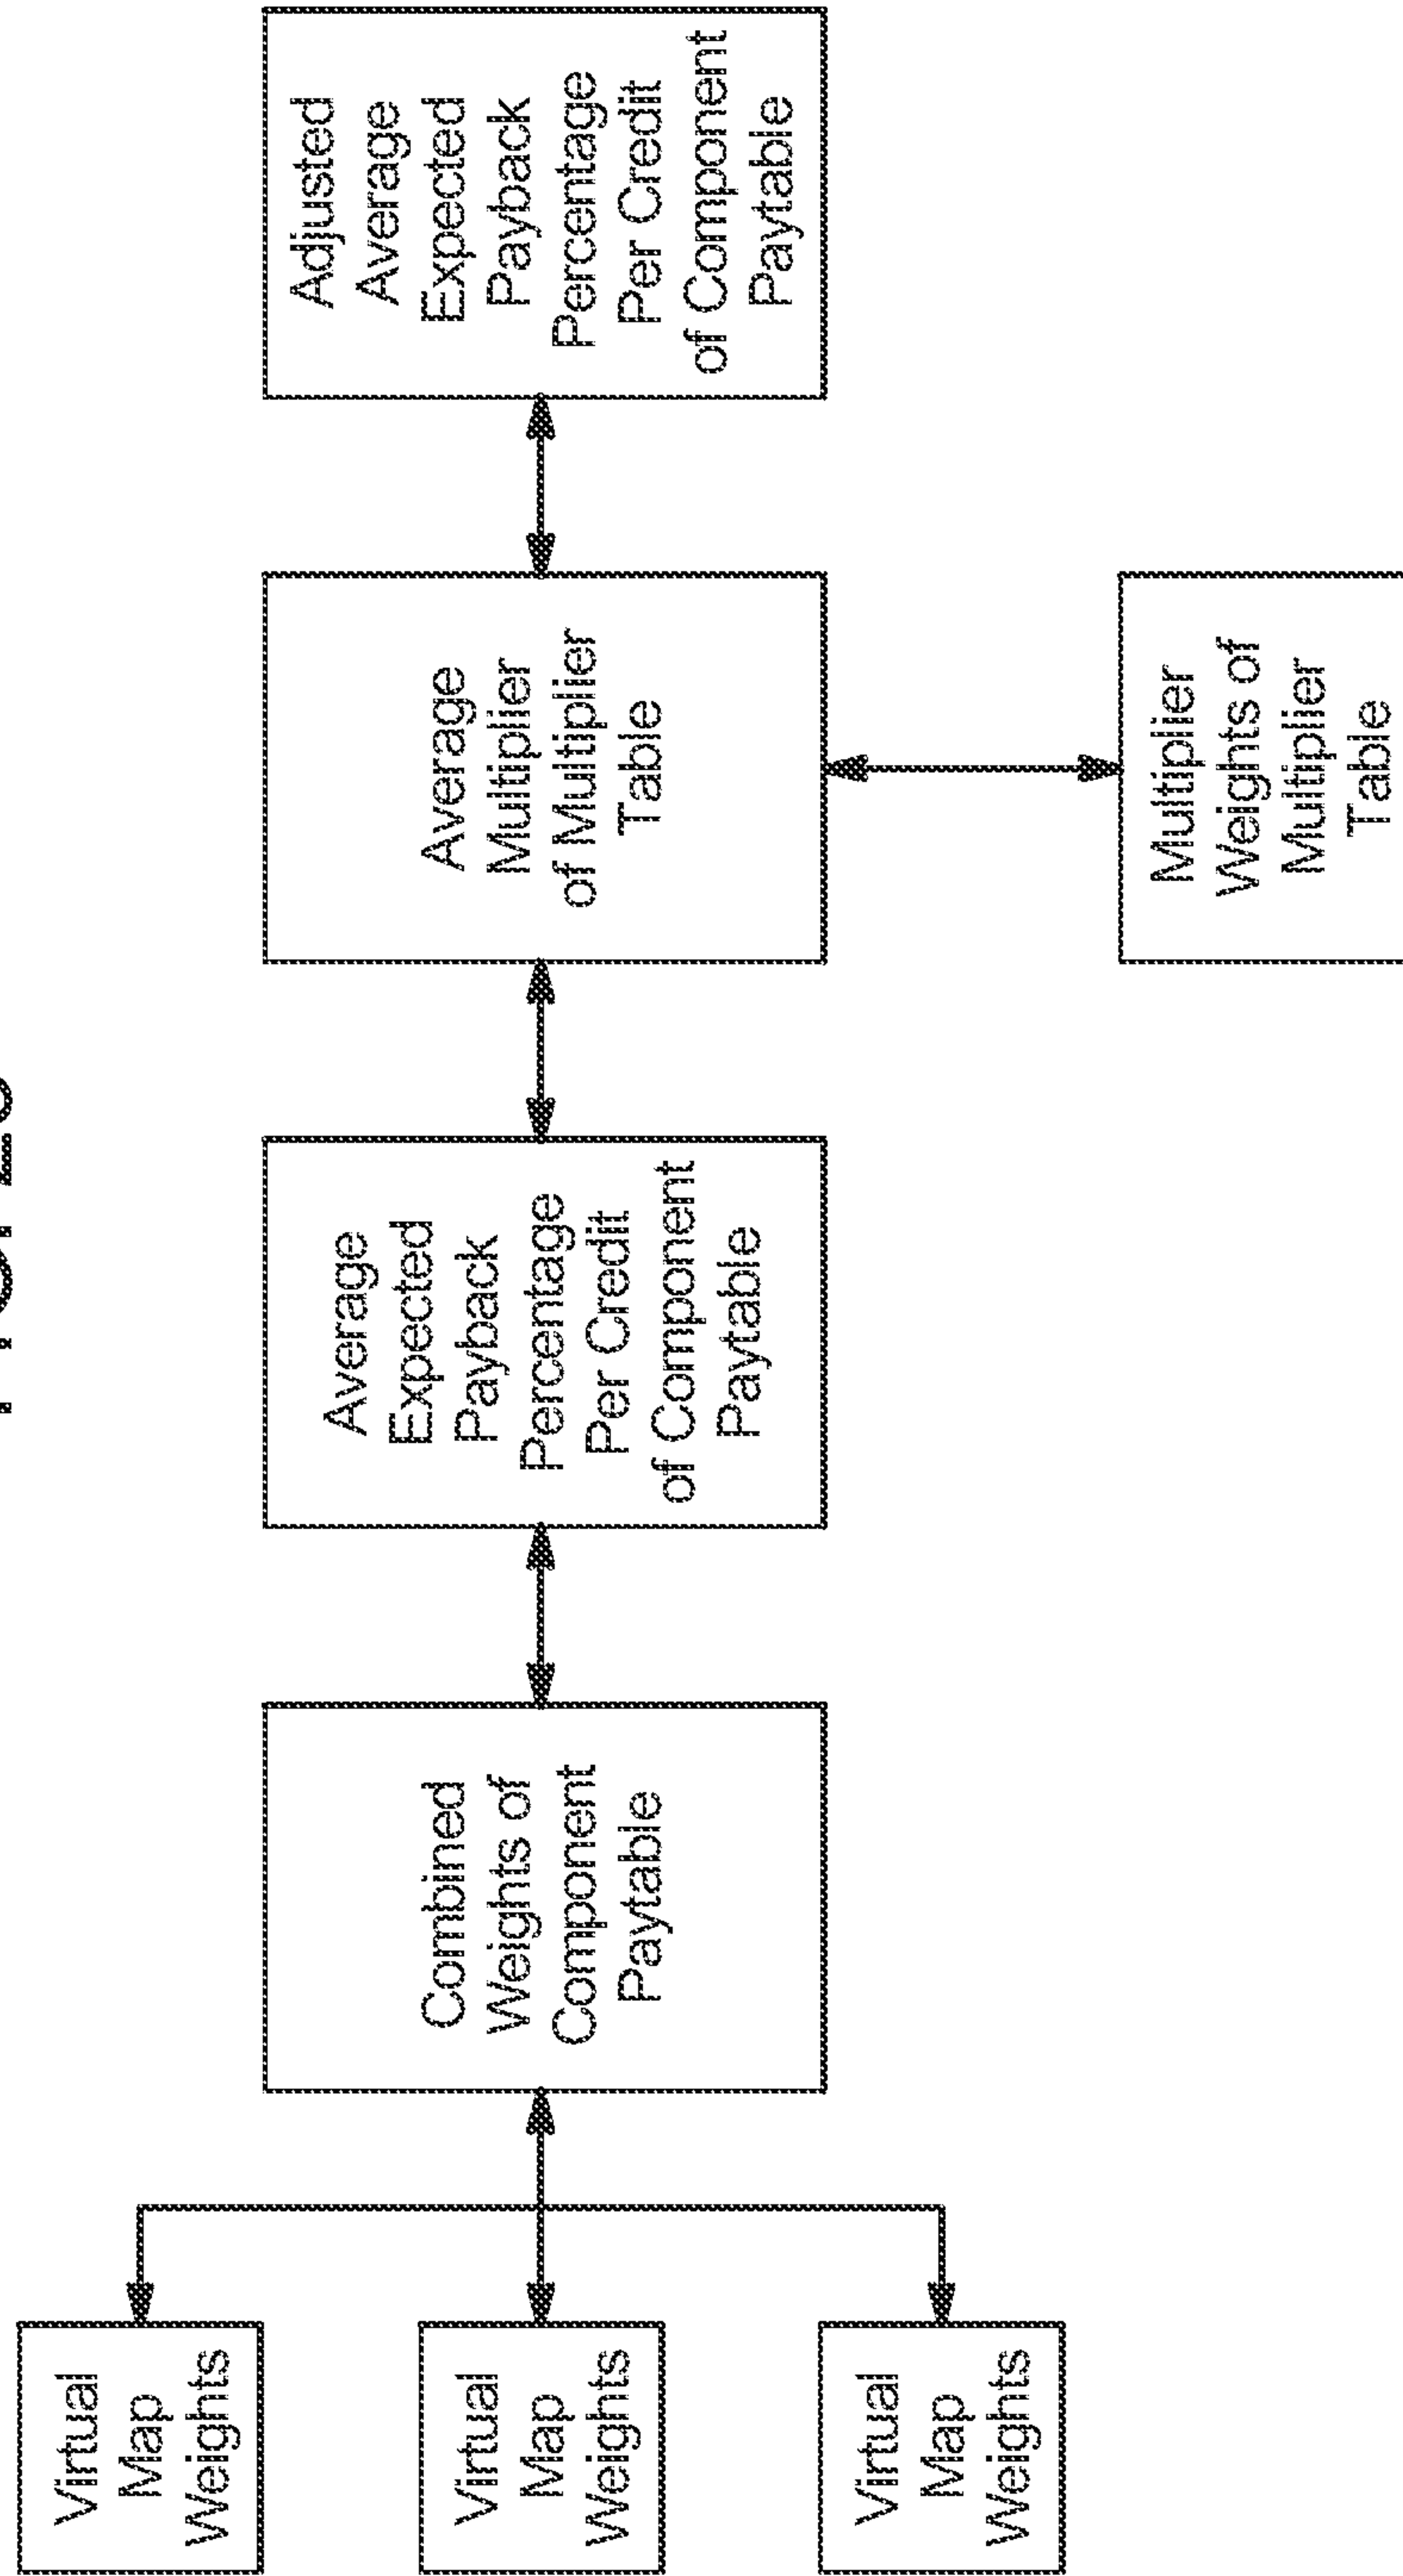 Virtual
Map
Weights
Virtual
Map
Weights
Virtual
Map
Weights
Combined
Weights of
Component
Paytable
Average
Expected
Payback
Percentage
Per Credit
of Component
Paytable
Average
Multiplier
of Multiplier
Table
Multiplier
Weights of
Multiplier
Table
Adjusted
Average
Expected
Payback
Percentage
Per Credit
of Component
Paytable